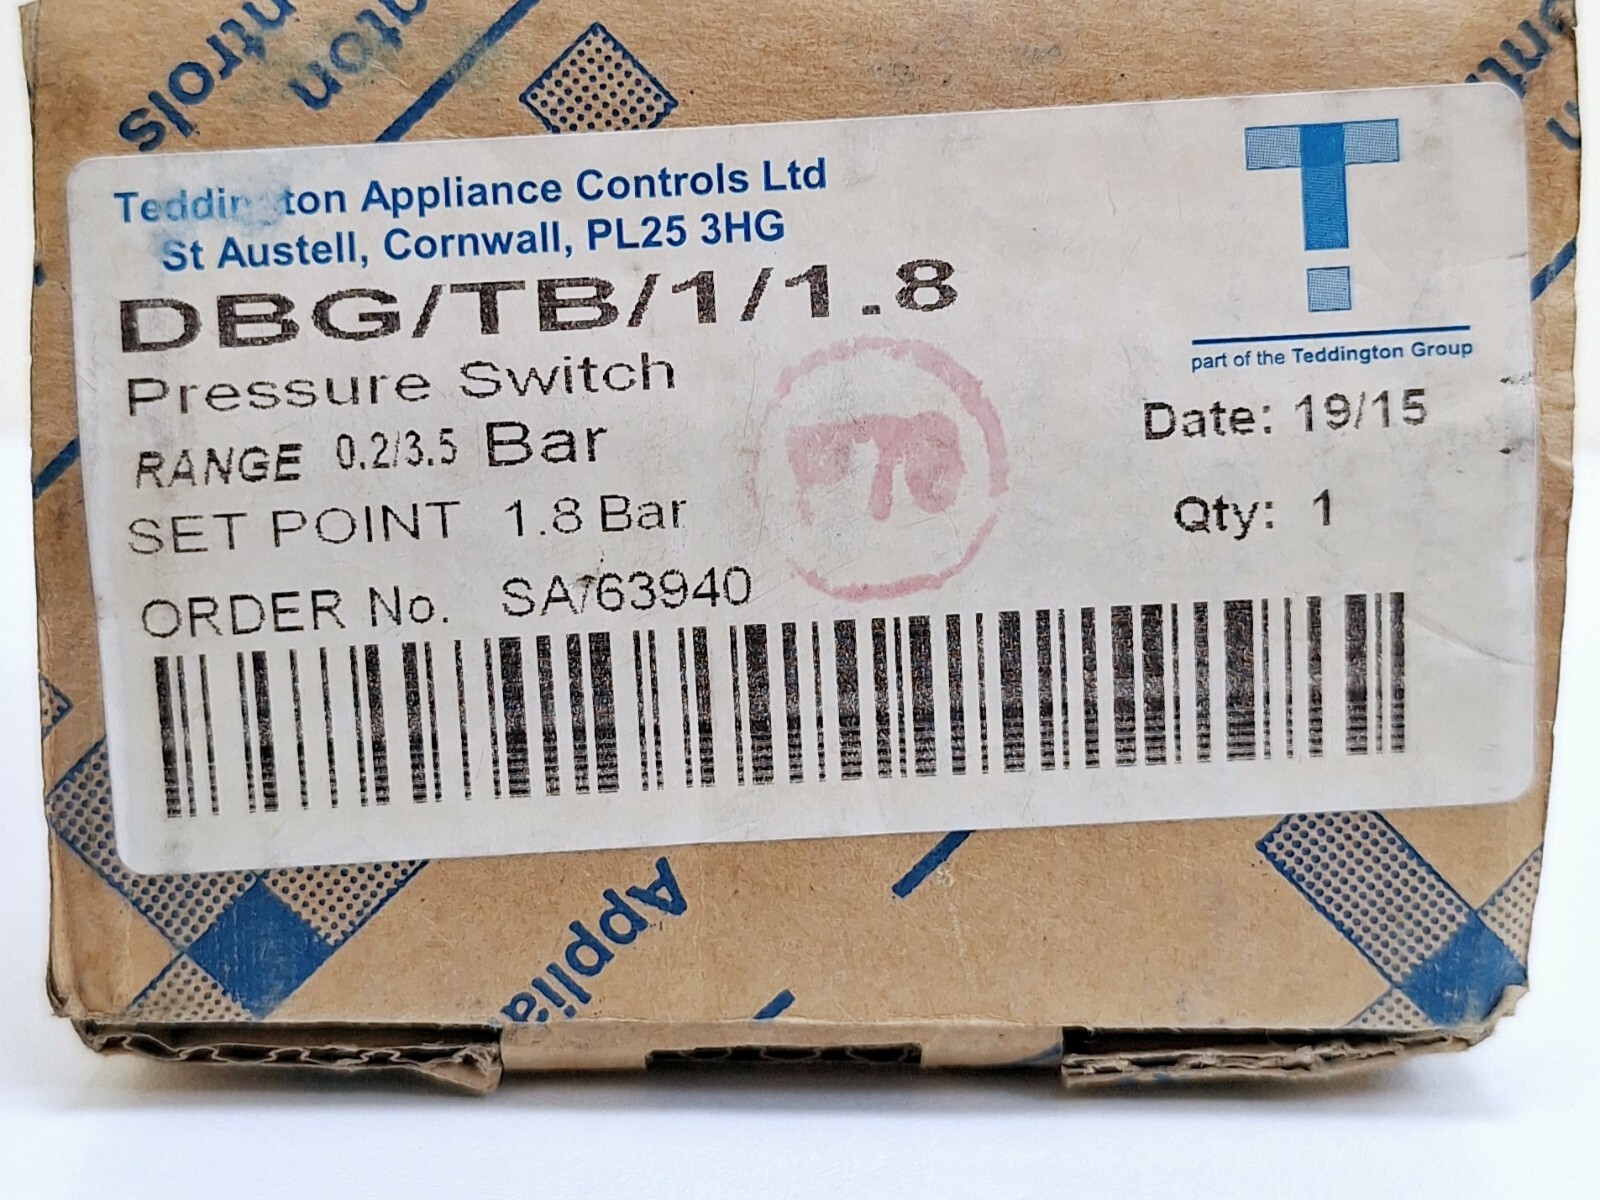 Controls
Teddington Appliance Controls Ltd
St Austell, Cornwall, PL25 3HG
DBG/TB/1/1.8
Pressure Switch
RANGE 0.2/3.5 Bar
SET POINT 1.8 Bar
ORDER No. SA/63940
part of the Teddington Group
Date: 19/15
Qty: 1
Applia